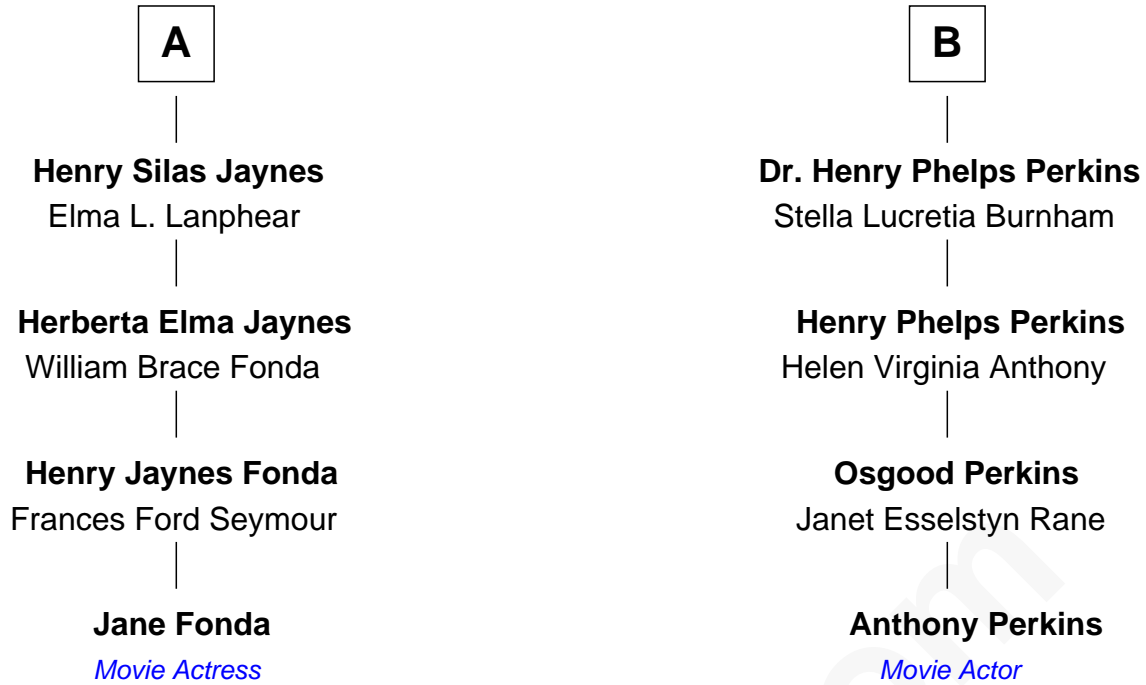 A
Henry Silas Jaynes
Elma L. Lanphear
Herberta Elma Jaynes
William Brace Fonda
Henry Jaynes Fonda
Frances Ford Seymour
Jane Fonda
Movie Actress
B
Dr. Henry Phelps Perkins
Stella Lucretia Burnham
Henry Phelps Perkins
Helen Virginia Anthony
Osgood Perkins
Janet Esselstyn Rane
Anthony Perkins
Movie Actor